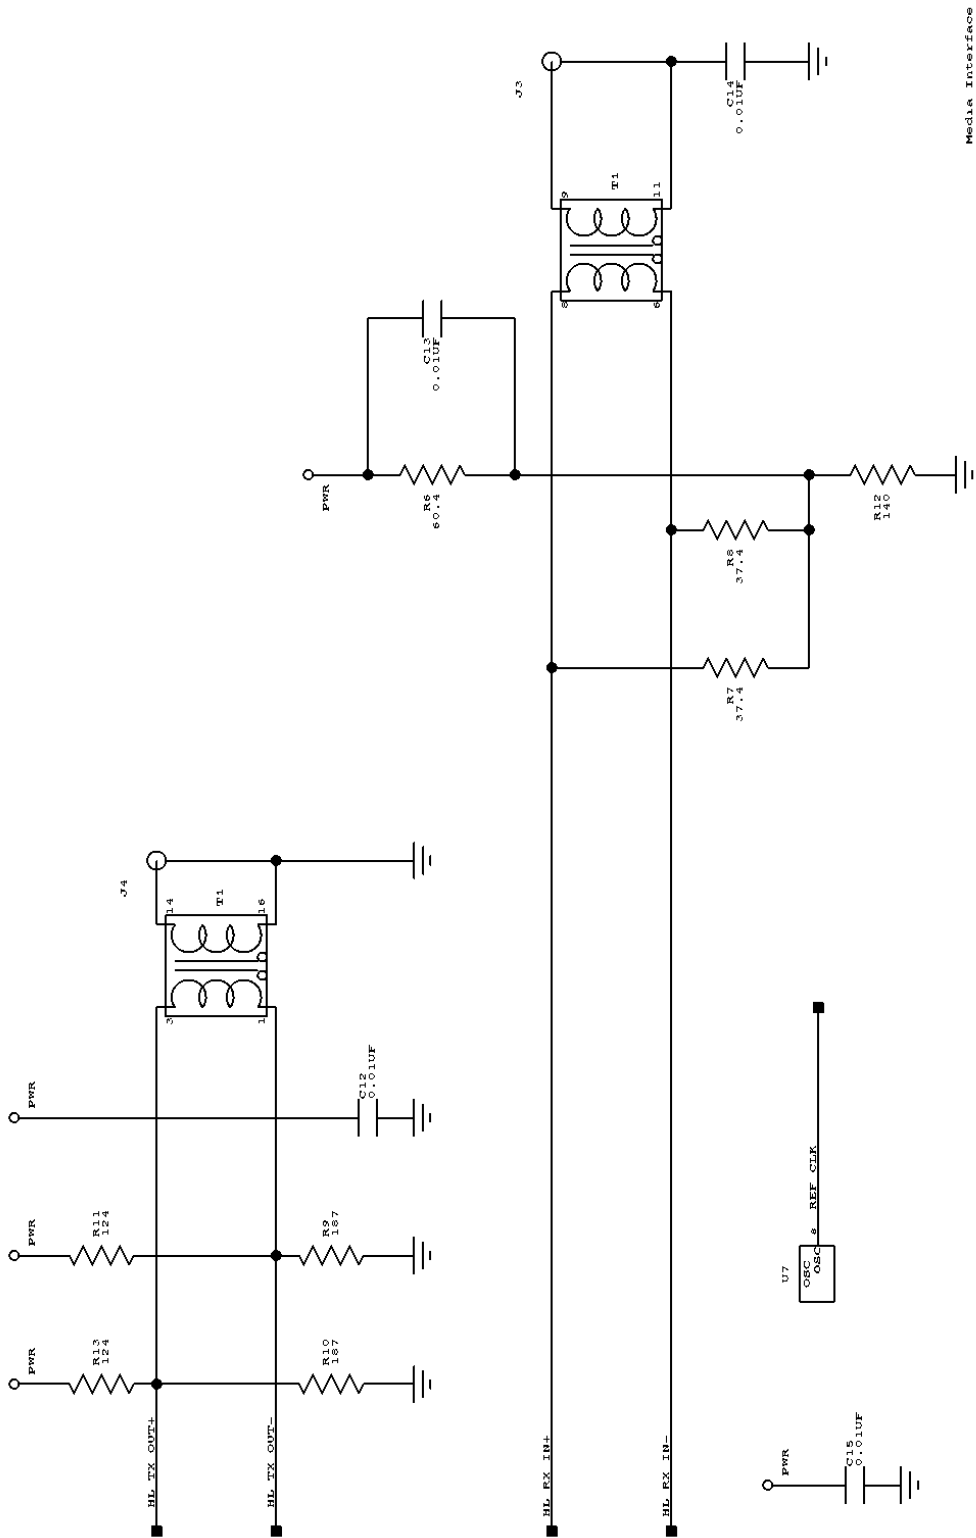 Media Interface
J3
C14
0.01UF
T1
9
11
8
6
C13
0.01UF
PWR
R6
60.4
R12
140
R8
37.4
R7
37.4
J4
T1
14
16
3
1
PWR
C12
0.01UF
PWR
R11
124
R9
187
PWR
R13
124
R10
187
HL TX OUT+
HL TX OUT-
HL RX IN+
HL RX IN-
U7
OSC
OSC
8
REF CLK
PWR
C15
0.01UF